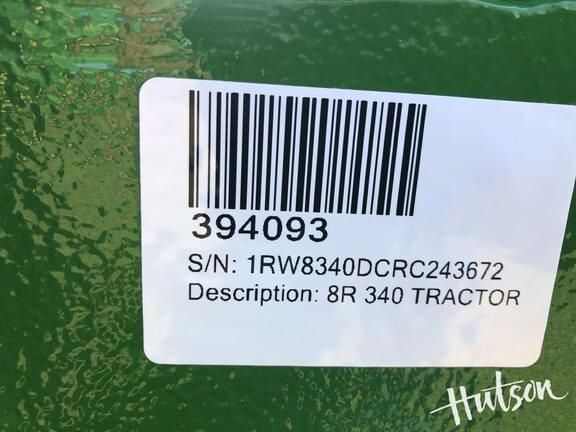 394093
S/N: 1RW8340DCRC243672
Description: 8R 340 TRACTOR
Hutson